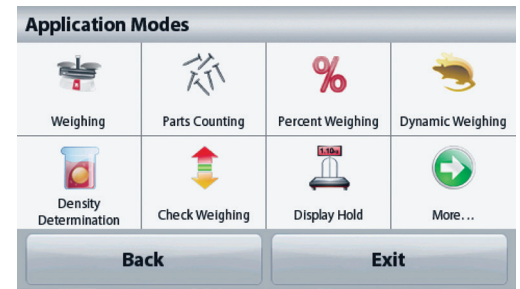 Application Modes
Weighing
Parts Counting
Percent Weighing
Dynamic Weighing
1.10kg
Density
Determination
Check Weighing
Display Hold
More...
Back
Exit